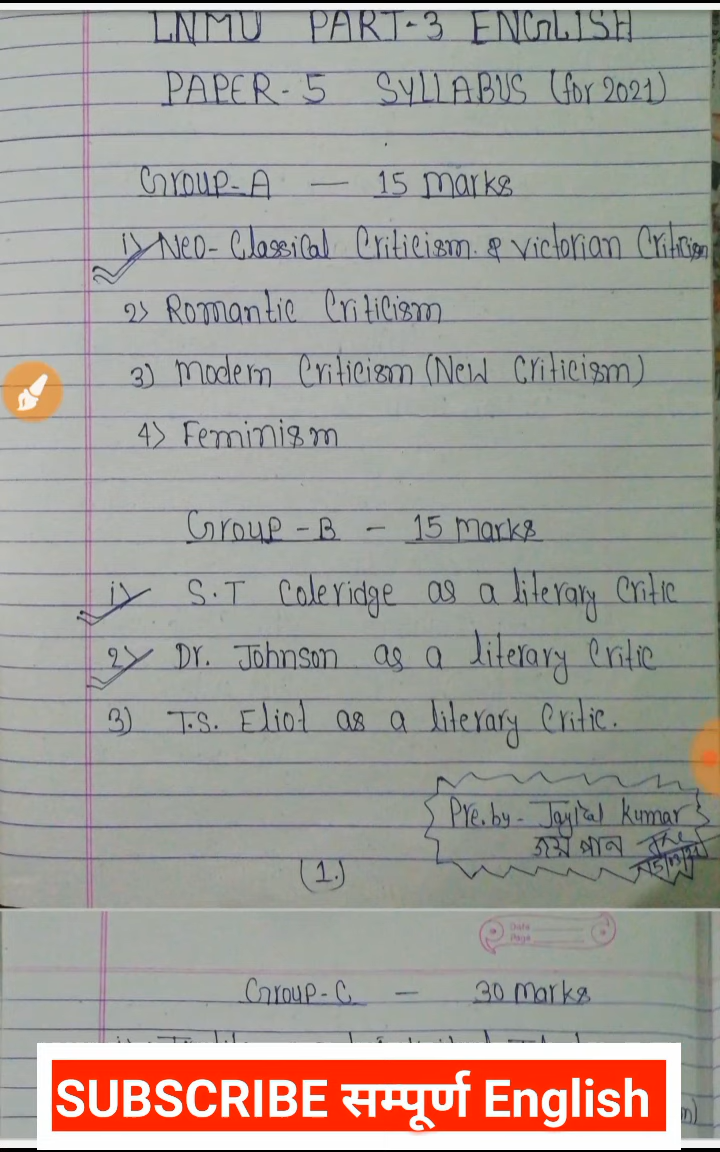 LNMU PART-3 ENGLISH
PAPER-5 SYLLABUS (for 2021)
Group-A — 15 marks
1) Neo-Classical Criticism & Victorian Criticism
2) Romantic Criticism
3) Modern Criticism (New Criticism)
4) Feminism
Group-B - 15 marks
1) S.T Coleridge as a literary Critic
2) Dr. Johnson as a literary Critic
3) T.S. Eliot as a literary Critic.
Pre. by - Kumar
(1.)
Date
Page
Group-C — 30 marks
SUBSCRIBE सम्पूर्ण English